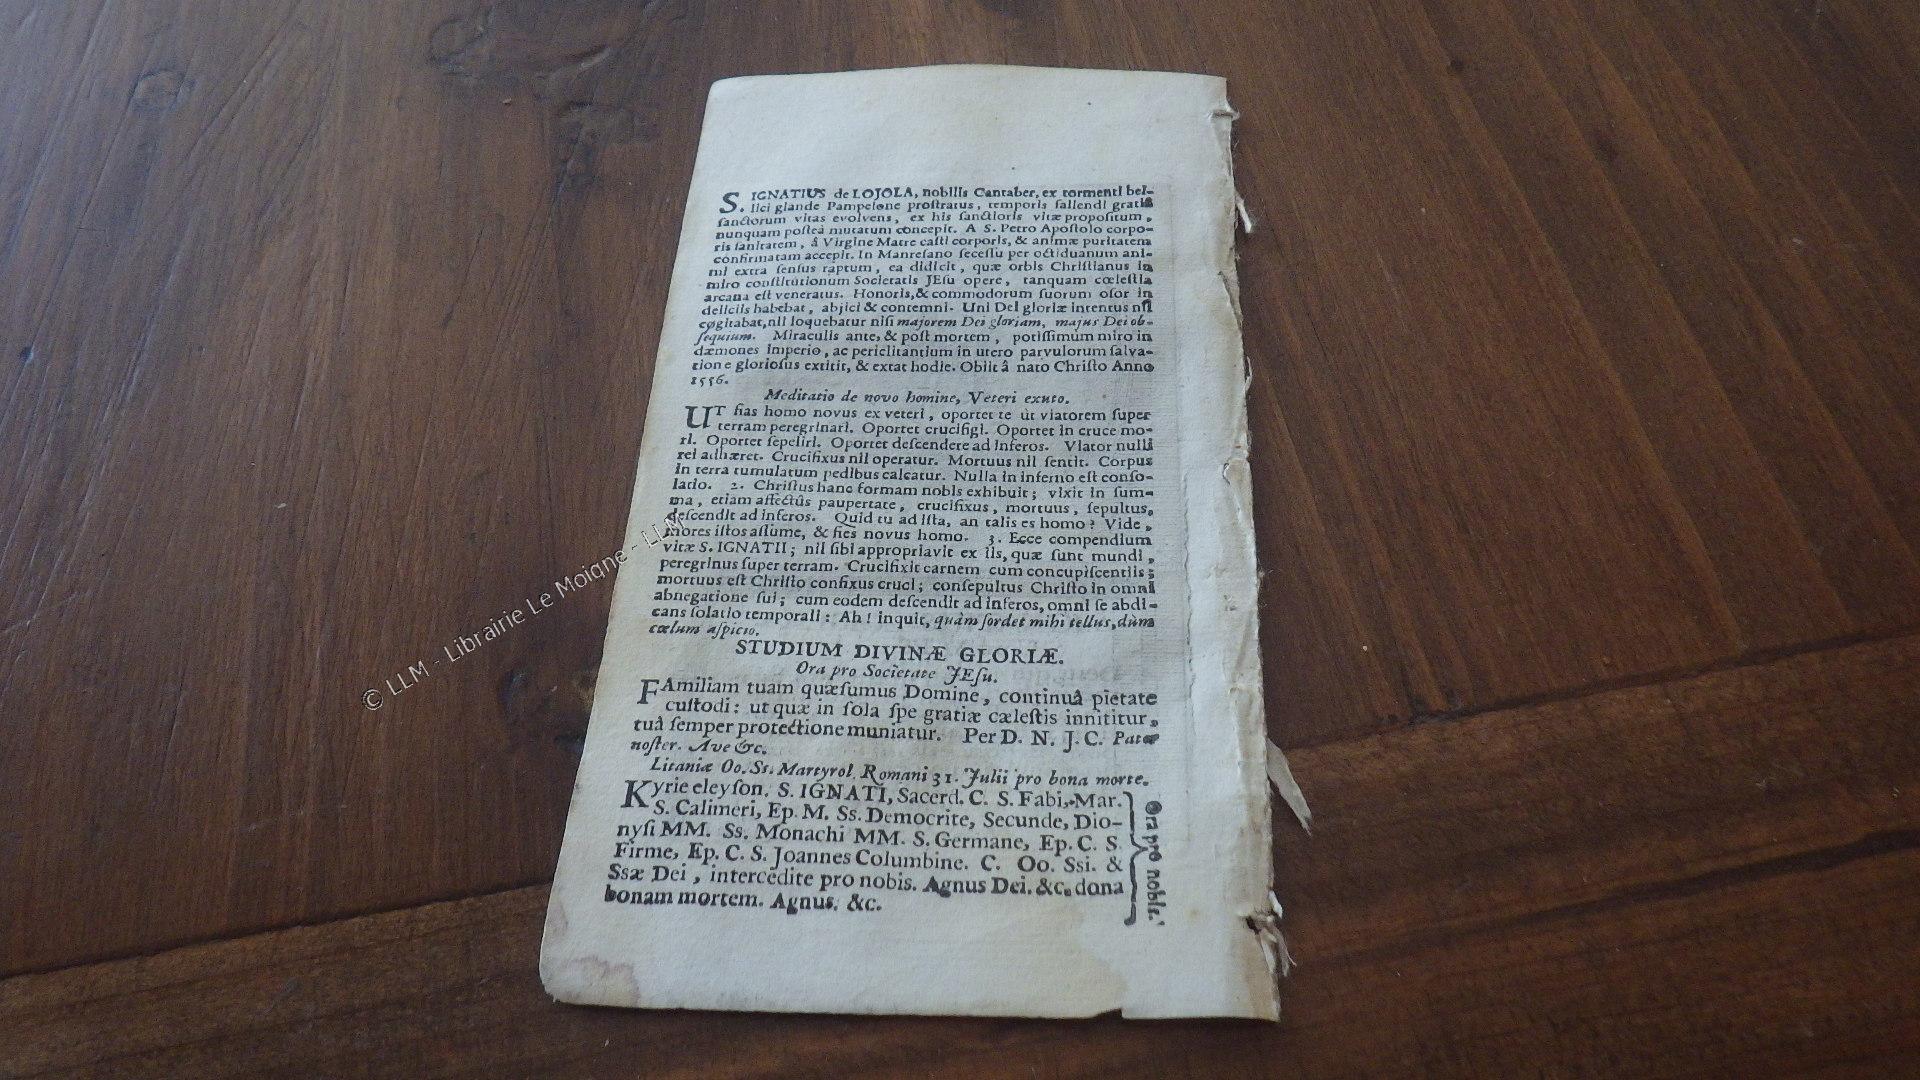 S. IGNATIUS de LOJOLA, nobilis Cantaber, ex tormenti bel-
lici glande Pampelone proſtratus, temporis fallendi gratiâ
ſanctorum vitas evolvens, ex his ſanctioris vitæ propoſitum,
nunquam poſteà mutatum concepit. A S. Petro Apoſtolo corpo-
ris ſanitatem, â Virgine Matre caſti corporis, & animæ puritatem
confirmatam accepit. In Manreſano ſeceſſu per octiduanum ani-
mi extra ſenſus raptum, ea didicit, quæ orbis Chriſtianus in
miro conſtitutionum Societatis JEſu opere, tanquam cœleſtia
arcana eſt veneratus. Honoris, & commodorum ſuorum oſor in
deliciis habebat, abjici & contemni. Uni Dei gloriæ intentus nil
cogitabat, nil loquebatur niſi majorem Dei gloriam, majus Dei ob-
ſequium. Miraculis ante, & poſt mortem, potiſſimum miro in
dæmones imperio, ac periclitantium in utero parvulorum ſalva-
tione glorioſus extitit, & extat hodie. Obiit â nato Chriſto Anno
1556.
Meditatio de novo homine, Veteri exuto.
UT fias homo novus ex veteri, oportet te ùt viatorem ſuper
terram peregrinari. Oportet crucifigi. Oportet in cruce mo-
ri. Oportet ſepeliri. Oportet deſcendere ad inferos. Viator nulli
rei adhæret. Crucifixus nil operatur. Mortuus nil ſentit. Corpus
in terra tumulatum pedibus calcatur. Nulla in inferno eſt conſo-
latio. 2. Chriſtus hanc formam nobis exhibuit; vixit in ſum-
ma, etiam affectûs paupertate, crucifixus, mortuus, ſepultus,
deſcendit ad inferos. Quid tu ad iſta, an talis es homo? Vide,
mores iſtos aſſume, & fies novus homo. 3. Ecce compendium
vitæ S. IGNATII; nil ſibi appropriavit ex iis, quæ ſunt mundi,
peregrinus ſuper terram. Crucifixit carnem cum concupiſcentiis;
mortuus eſt Chriſto confixus cruci; conſepultus Chriſto in omni
abnegatione ſui; cum eodem deſcendit ad inferos, omni ſe abdi-
cans ſolatio temporali: Ah! inquit, quàm ſordet mihi tellus, dùm
cœlum aſpicio.
STUDIUM DIVINÆ GLORIÆ.
Ora pro Societate JEſu.
FAmiliam tuam quæſumus Domine, continuâ pietate
cuſtodi: ut quæ in ſola ſpe gratiæ cæleſtis innititur,
tuâ ſemper protectione muniatur. Per D. N. J. C. Pater
noſter. Ave &c.
Litaniæ Oo. Ss. Martyrol. Romani 31. Julii pro bona morte.
Kyrie eleyſon. S. IGNATI, Sacerd. C. S. Fabi, Mar.
S. Calimeri, Ep. M. Ss. Democrite, Secunde, Dio-
nyſi MM. Ss. Monachi MM. S. Germane, Ep. C. S.
Firme, Ep. C. S. Joannes Columbine. C. Oo. Ssi. &
Ssæ Dei, intercedite pro nobis. Agnus Dei. &c. dona
bonam mortem. Agnus. &c.
Ora pro nobis.
© LLM - Librairie Le Moigne - LLM